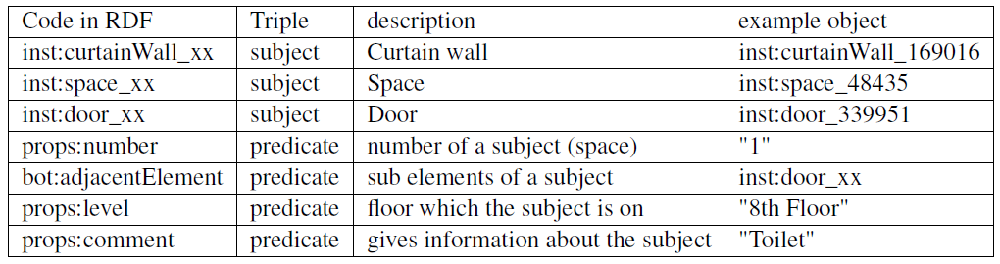 Code in RDF Triple description example object
inst:curtainWall_xx subject Curtain wall inst:curtainWall_169016
inst:space_xx subject Space inst:space_48435
inst:door_xx subject Door inst:door_339951
props:number predicate number of a subject (space) "1"
bot:adjacentElement predicate sub elements of a subject inst:door_xx
props:level predicate floor which the subject is on "8th Floor"
props:comment predicate gives information about the subject "Toilet"